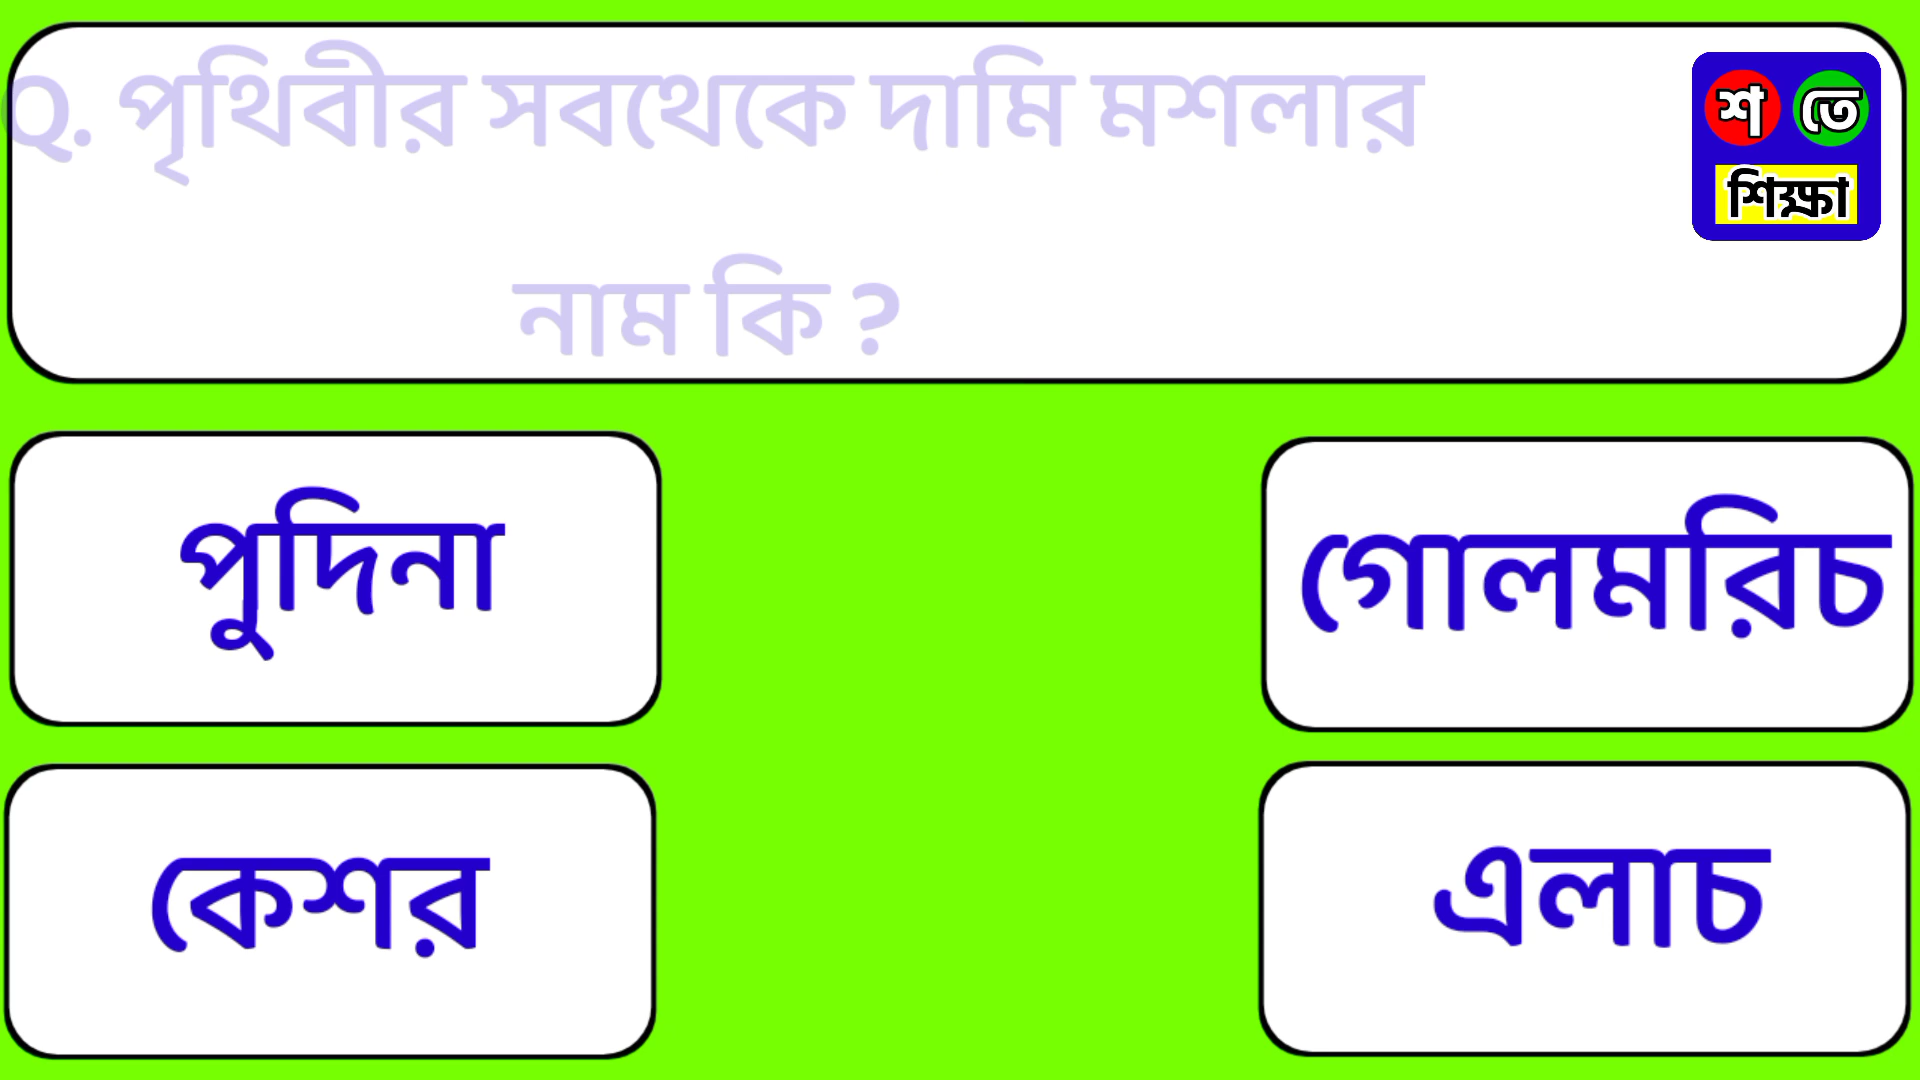 Q. পৃথিবীর সবথেকে দামি মশলার
নাম কি ?
শ তে
শিক্ষা
পুদিনা
গোলমরিচ
কেশর
এলাচ